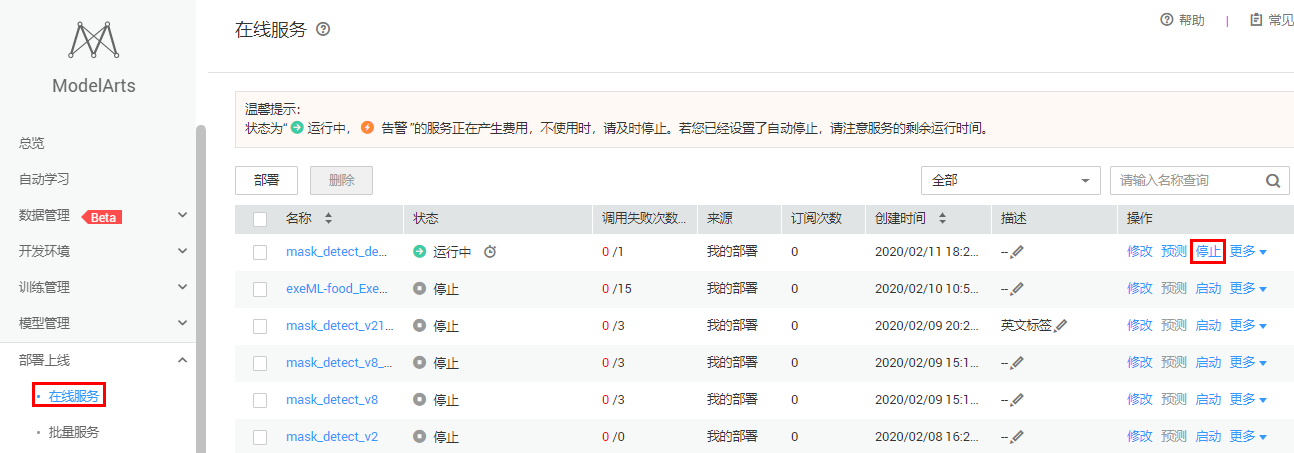 ModelArts
总览
自动学习
数据管理 Beta
开发环境
训练管理
模型管理
部署上线
在线服务
批量服务
在线服务
帮助 | 常见
温馨提示：
状态为“ 运行中， 告警 ”的服务正在产生费用，不使用时，请及时停止。若您已经设置了自动停止，请注意服务的剩余运行时间。
部署 删除 全部 请输入名称查询
名称 状态 调用失败次数... 来源 订阅次数 创建时间 描述 操作
mask_detect_de... 运行中 0 /1 我的部署 0 2020/02/11 18:2... -- 修改 预测 停止 更多
exeML-food_Exe... 停止 0 /15 我的部署 0 2020/02/10 10:5... -- 修改 预测 启动 更多
mask_detect_v21... 停止 0 /3 我的部署 0 2020/02/09 20:2... 英文标签 修改 预测 启动 更多
mask_detect_v8_... 停止 0 /3 我的部署 0 2020/02/09 15:1... -- 修改 预测 启动 更多
mask_detect_v8 停止 0 /3 我的部署 0 2020/02/09 15:1... -- 修改 预测 启动 更多
mask_detect_v2 停止 0 /0 我的部署 0 2020/02/08 16:2... -- 修改 预测 启动 更多